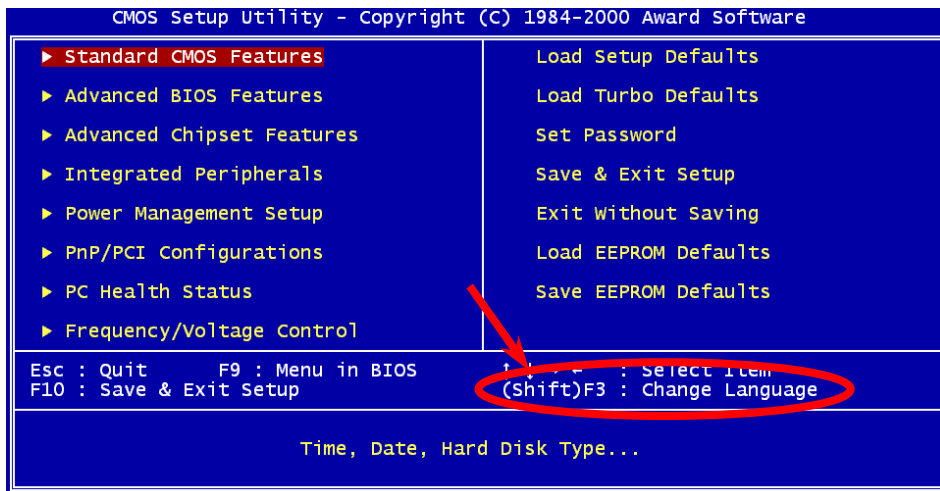 CMOS Setup Utility - Copyright (C) 1984-2000 Award Software
▶ Standard CMOS Features
▶ Advanced BIOS Features
▶ Advanced Chipset Features
▶ Integrated Peripherals
▶ Power Management Setup
▶ PnP/PCI Configurations
▶ PC Health Status
▶ Frequency/Voltage Control
Load Setup Defaults
Load Turbo Defaults
Set Password
Save & Exit Setup
Exit Without Saving
Load EEPROM Defaults
Save EEPROM Defaults
Esc : Quit F9 : Menu in BIOS
F10 : Save & Exit Setup
↑ ↓ → ← : Select Item
(Shift)F3 : Change Language
Time, Date, Hard Disk Type...